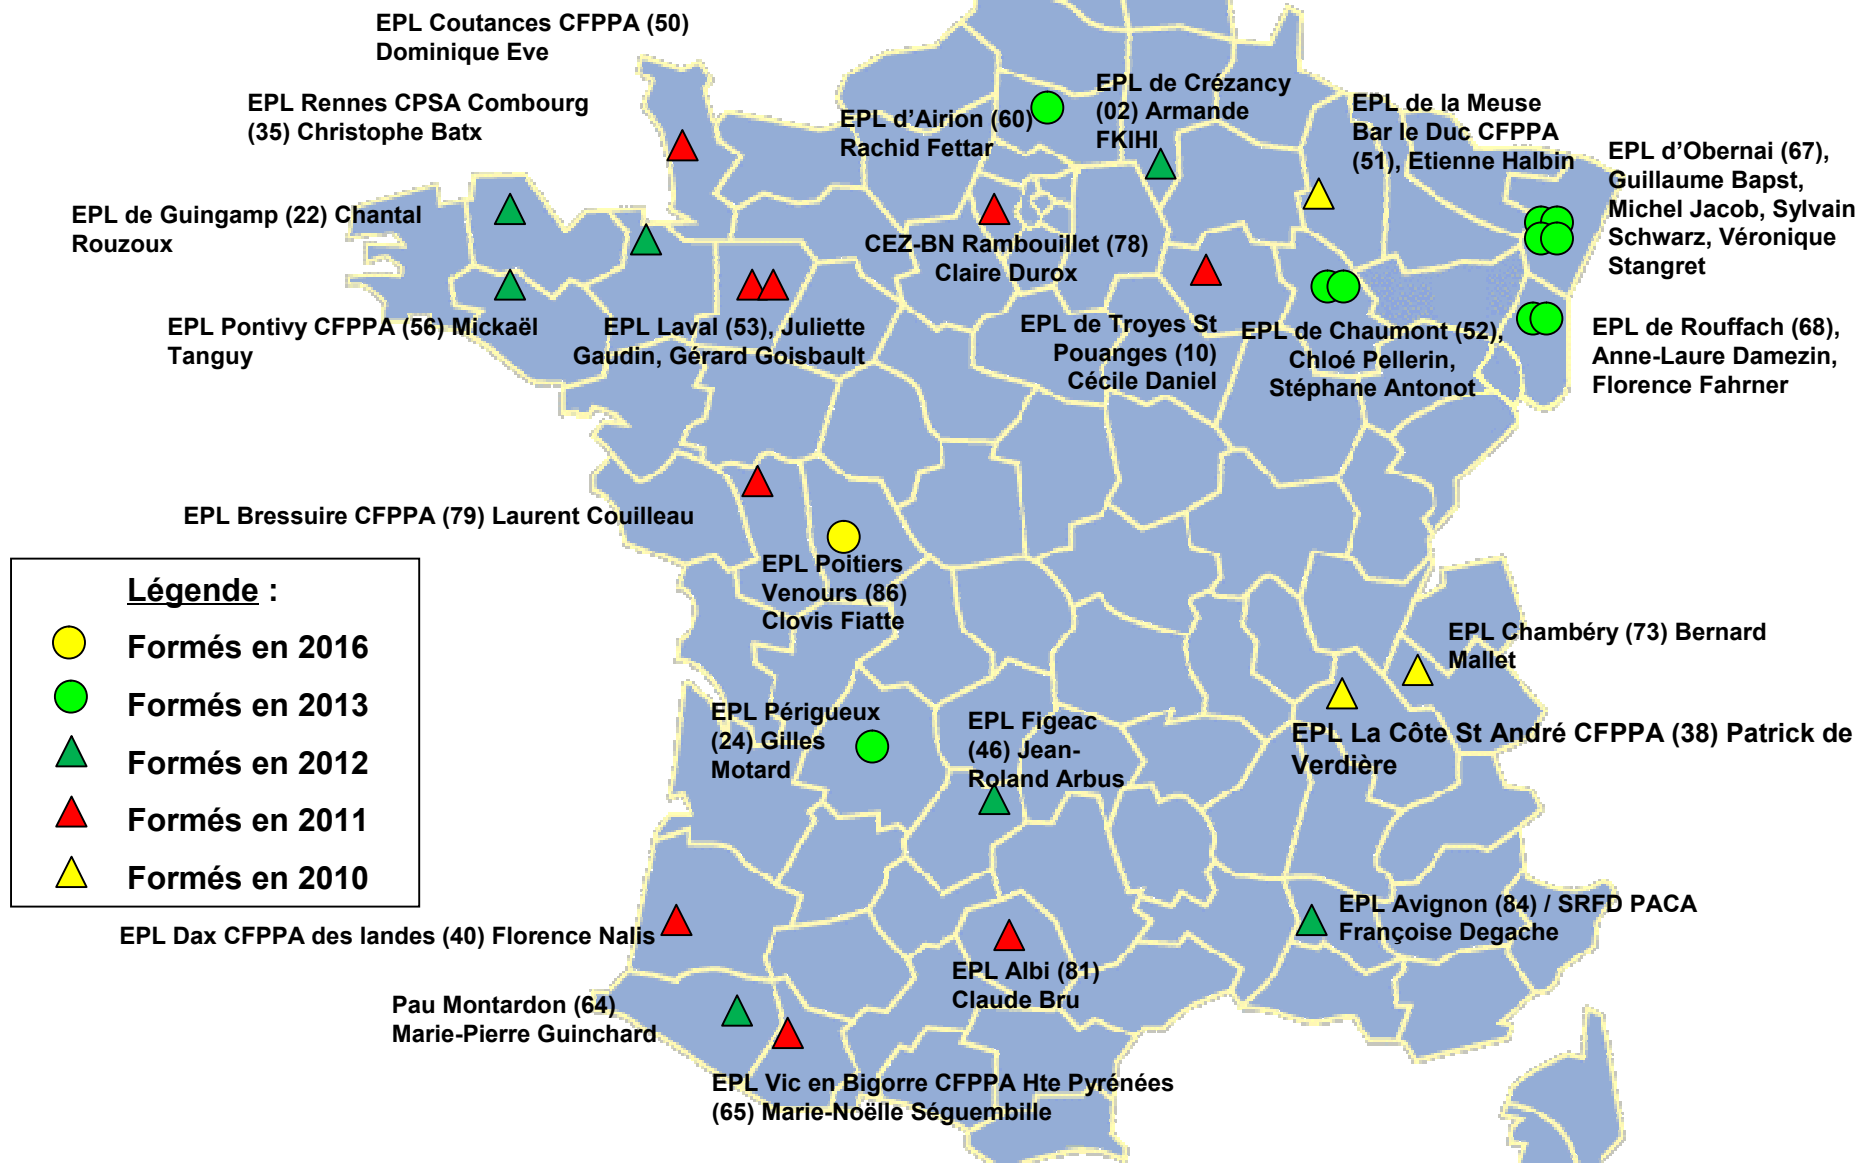 EPL Coutances CFPPA (50)
Dominique Eve
EPL Rennes CPSA Combourg
(35) Christophe Batx
EPL d’Airion (60)
Rachid Fettar
EPL de Crézancy
(02) Armande
FKIHI
EPL de la Meuse
Bar le Duc CFPPA
(51), Etienne Halbin
EPL d’Obernai (67),
Guillaume Bapst,
Michel Jacob, Sylvain
Schwarz, Véronique
Stangret
EPL de Guingamp (22) Chantal
Rouzoux
CEZ-BN Rambouillet (78)
Claire Durox
EPL Pontivy CFPPA (56) Mickaël
Tanguy
EPL Laval (53), Juliette
Gaudin, Gérard Goisbault
EPL de Troyes St
Pouanges (10)
Cécile Daniel
EPL de Chaumont (52),
Chloé Pellerin,
Stéphane Antonot
EPL de Rouffach (68),
Anne-Laure Damezin,
Florence Fahrner
EPL Bressuire CFPPA (79) Laurent Couilleau
EPL Poitiers
Venours (86)
Clovis Fiatte
Légende :
Formés en 2016
Formés en 2013
Formés en 2012
Formés en 2011
Formés en 2010
EPL Chambéry (73) Bernard
Mallet
EPL La Côte St André CFPPA (38) Patrick de
Verdière
EPL Périgueux
(24) Gilles
Motard
EPL Figeac
(46) Jean-
Roland Arbus
EPL Avignon (84) / SRFD PACA
Françoise Degache
EPL Dax CFPPA des landes (40) Florence Nalis
EPL Albi (81)
Claude Bru
Pau Montardon (64)
Marie-Pierre Guinchard
EPL Vic en Bigorre CFPPA Hte Pyrénées
(65) Marie-Noëlle Séguembille